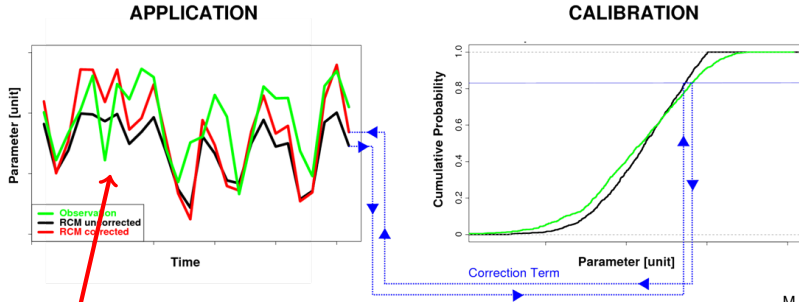 APPLICATION
CALIBRATION
Parameter [unit]
Observation
RCM uncorrected
RCM corrected
Time
Cumulative Probability
1.0
0.8
0.6
0.4
0.2
0
Parameter [unit]
Correction Term
M